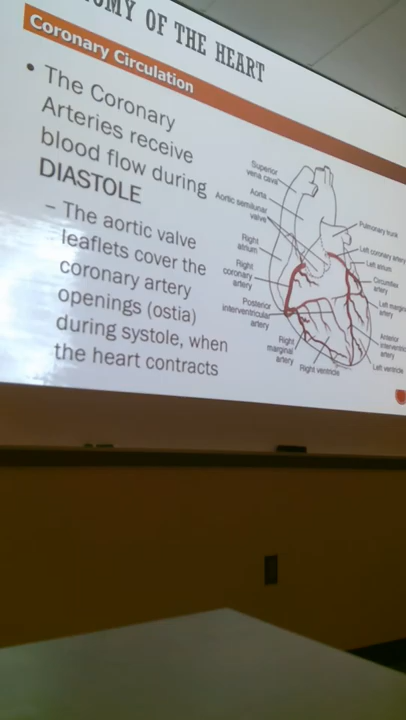 OMY OF THE HEART
Coronary Circulation
• The Coronary
Arteries receive
blood flow during
DIASTOLE
– The aortic valve
leaflets cover the
coronary artery
openings (ostia)
during systole, when
the heart contracts
Superior
vena cava
Aorta
Aortic semilunar
valve
Right
atrium
Right
coronary
artery
Posterior
interventricular
artery
Right
marginal
artery
Right ventricle
Pulmonary trunk
Left coronary artery
Left atrium
Circumflex
artery
Left margin
artery
Anterior
interventri
artery
Left ventricle